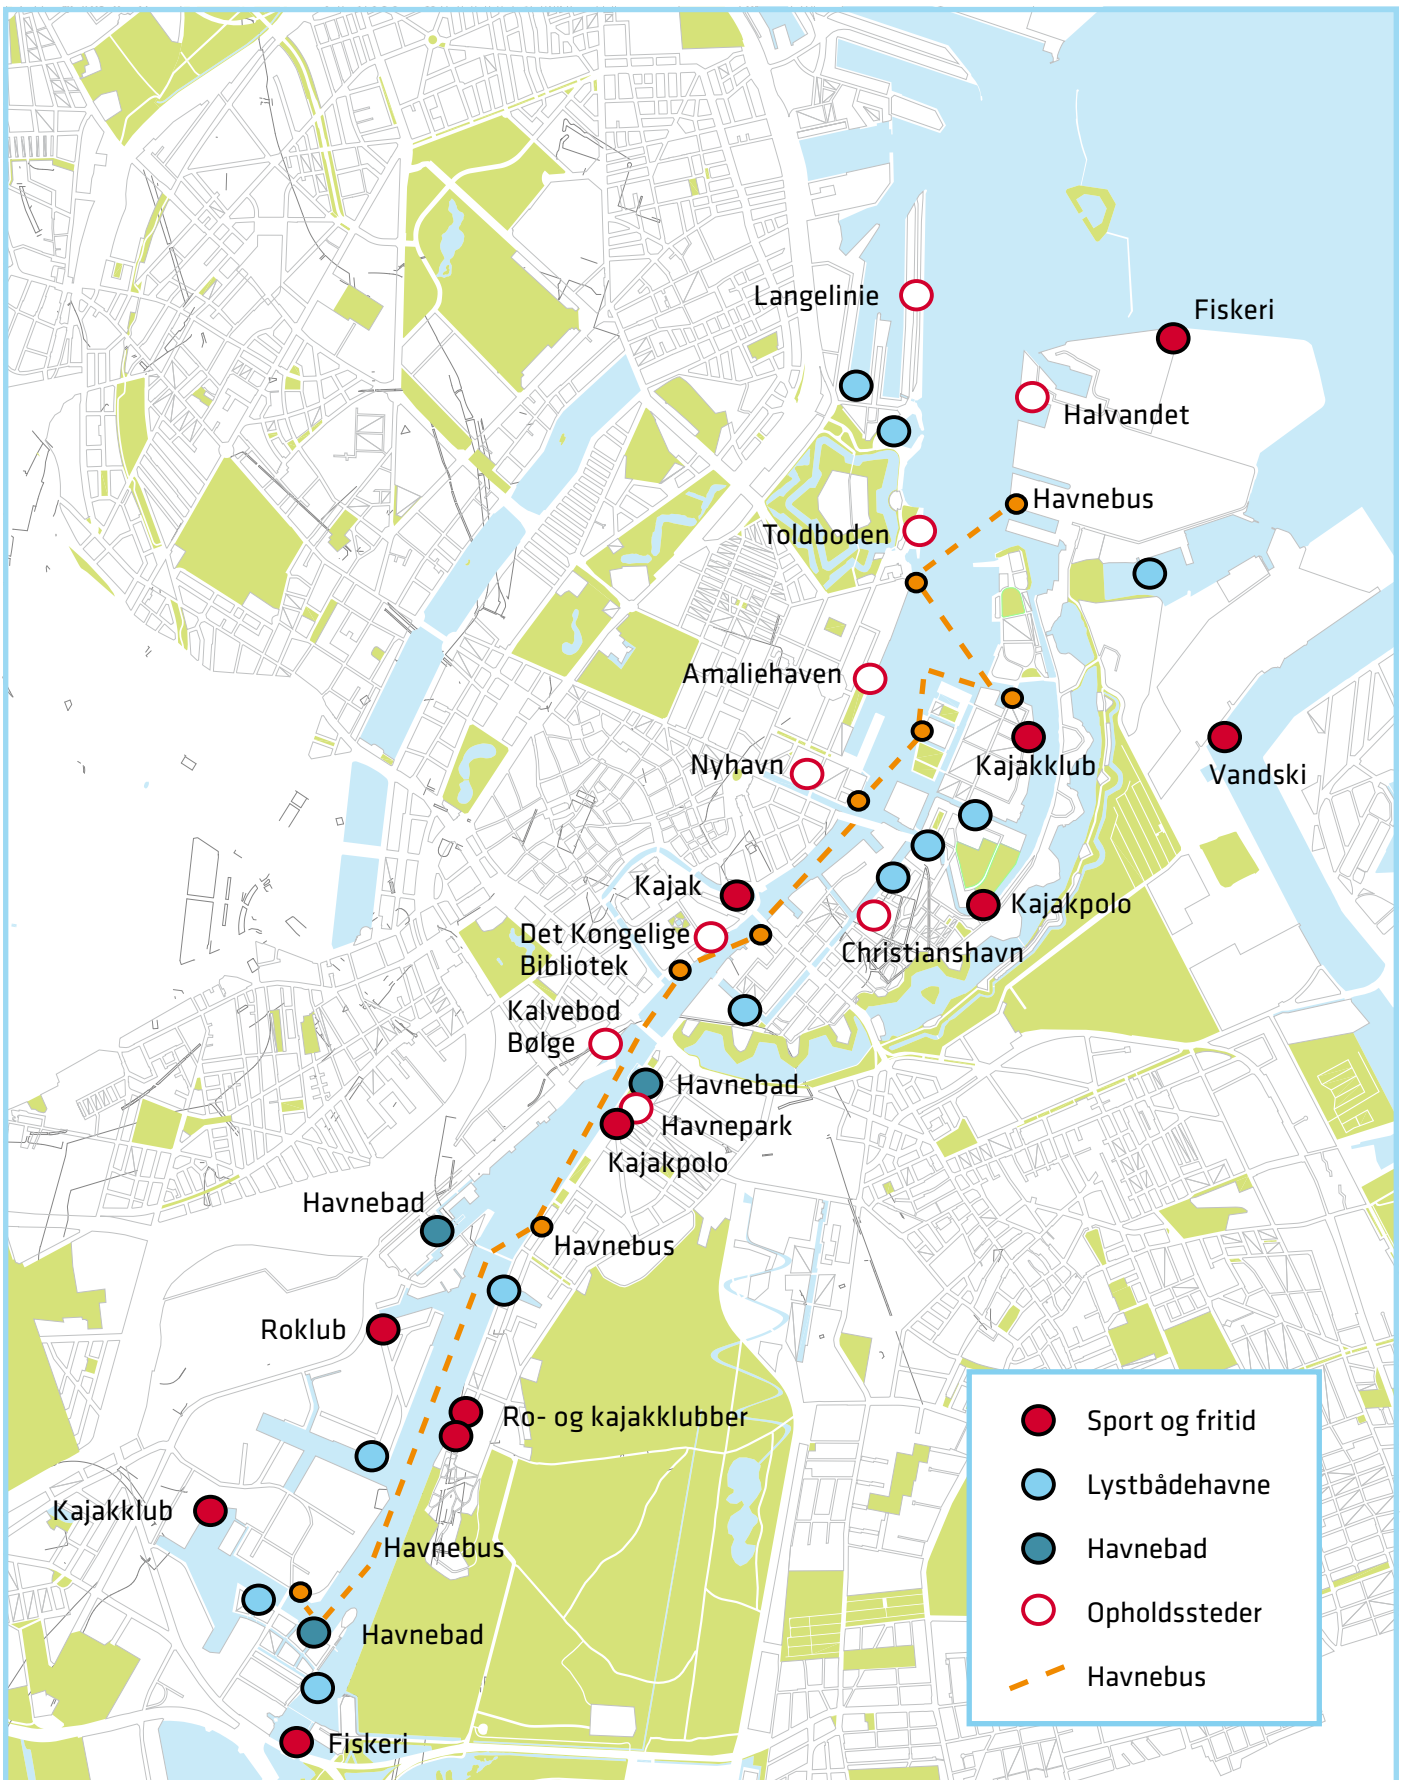 Langelinie
Fiskeri
Halvandet
Havnebus
Toldboden
Amaliehaven
Nyhavn
Kajakklub
Vandski
Kajak
Kajakpolo
Det Kongelige
Bibliotek
Christianshavn
Kalvebod
Bølge
Havnebad
Havnepark
Kajakpolo
Havnebad
Havnebus
Roklub
Ro- og kajakklubber
Kajakklub
Havnebus
Havnebad
Fiskeri
Sport og fritid
Lystbådehavne
Havnebad
Opholdssteder
Havnebus